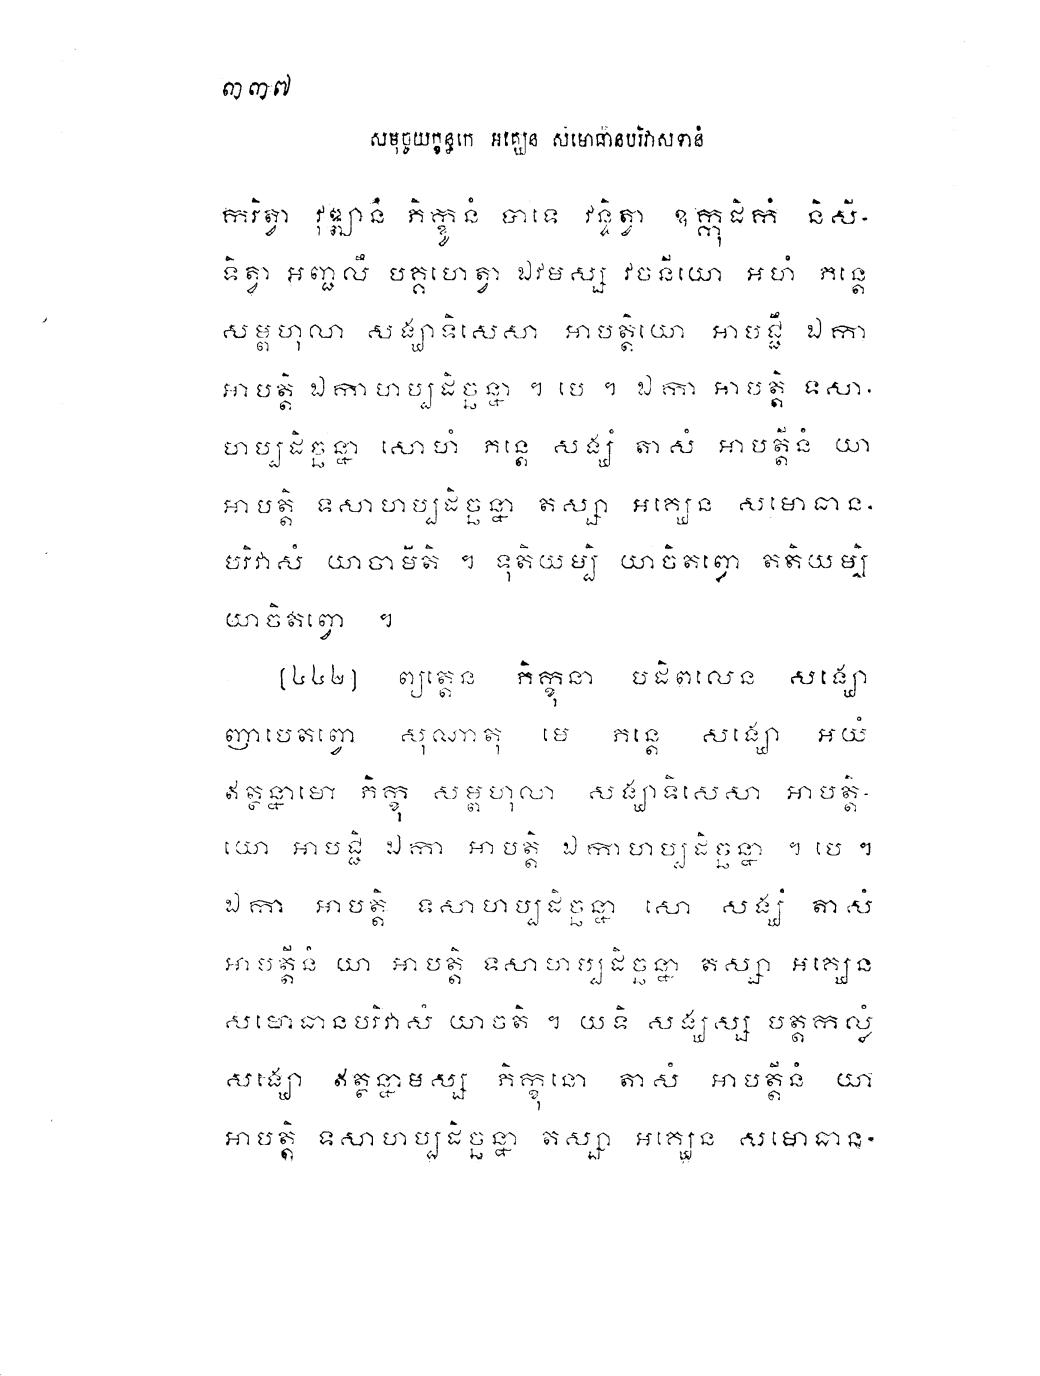 ៣៣៧
សមុច្ចយក្ខន្ធកេ អគ្ឃេន សមោធានបរិវាសទានំ
ករិត្វា វុឌ្ឍានំ ភិក្ខូនំ បាទេ វន្ទិត្វា ឧក្កុដិកំ និសី-
ទិត្វា អញ្ជលឹ បគ្គហេត្វា ឯវមស្ស វចនីយោ អហំ ភន្តេ
សម្ពហុលា សង្ឃាទិសេសា អាបត្តិយោ អាបជ្ជឹ ឯកា
អាបត្តិ ឯកាហប្បដិច្ឆន្នា ។ បេ ។ ឯកា អាបត្តិ ទសា-
ហប្បដិច្ឆន្នា សោហំ ភន្តេ សង្ឃំ តាសំ អាបត្តីនំ យា
អាបត្តិ ទសាហប្បដិច្ឆន្នា តស្សា អគ្ឃេន សមោធាន-
បរិវាសំ យាចាមីតិ ។ ទុតិយម្បិ យាចិតព្វោ តតិយម្បិ
យាចិតព្វោ ។
[៤៤២] ព្យត្តេន ភិក្ខុនា បដិពលេន សង្ឃោ
ញាបេតព្វោ សុណាតុ មេ ភន្តេ សង្ឃោ អយំ
ឥត្ថន្នាមោ ភិក្ខុ សម្ពហុលា សង្ឃាទិសេសា អាបត្តិ-
យោ អាបជ្ជិ ឯកា អាបត្តិ ឯកាហប្បដិច្ឆន្នា ។ បេ ។
ឯកា អាបត្តិ ទសាហប្បដិច្ឆន្នា សោ សង្ឃំ តាសំ
អាបត្តីនំ យា អាបត្តិ ទសាហប្បដិច្ឆន្នា តស្សា អគ្ឃេន
សមោធានបរិវាសំ យាចតិ ។ យទិ សង្ឃស្ស បត្តកល្លំ
សង្ឃោ ឥត្ថន្នាមស្ស ភិក្ខុនោ តាសំ អាបត្តីនំ យា
អាបត្តិ ទសាហប្បដិច្ឆន្នា តស្សា អគ្ឃេន សមោធាន-